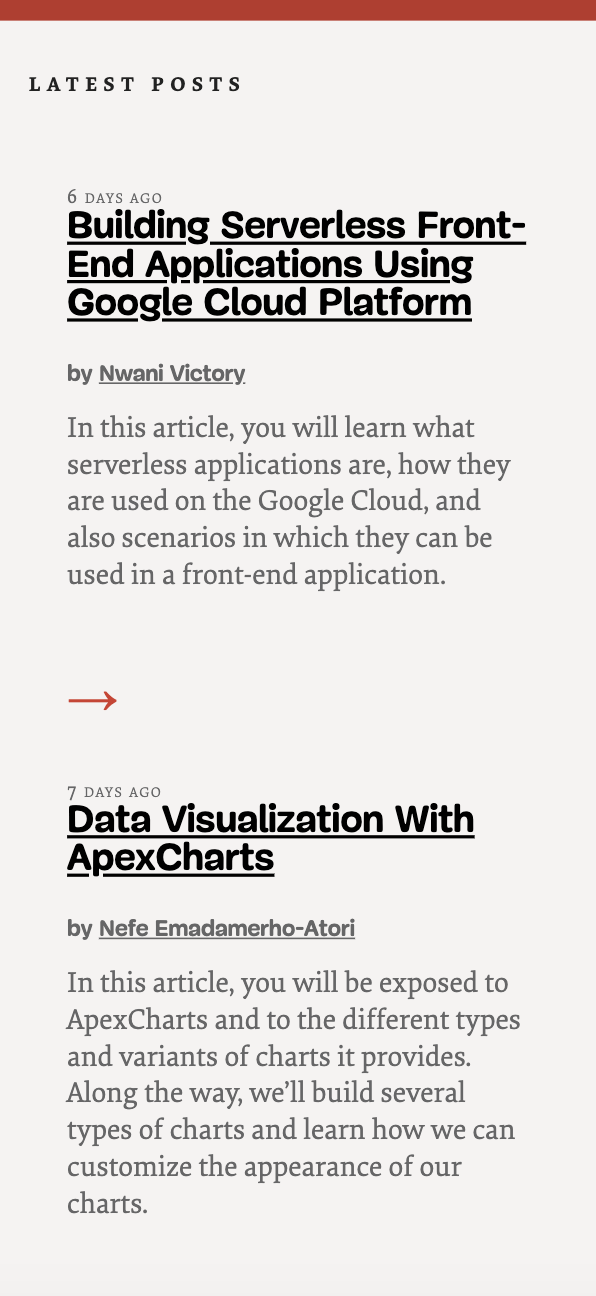 LATEST POSTS
6 DAYS AGO
Building Serverless Front-
End Applications Using
Google Cloud Platform
by Nwani Victory
In this article, you will learn what
serverless applications are, how they
are used on the Google Cloud, and
also scenarios in which they can be
used in a front-end application.
→
7 DAYS AGO
Data Visualization With
ApexCharts
by Nefe Emadamerho-Atori
In this article, you will be exposed to
ApexCharts and to the different types
and variants of charts it provides.
Along the way, we’ll build several
types of charts and learn how we can
customize the appearance of our
charts.